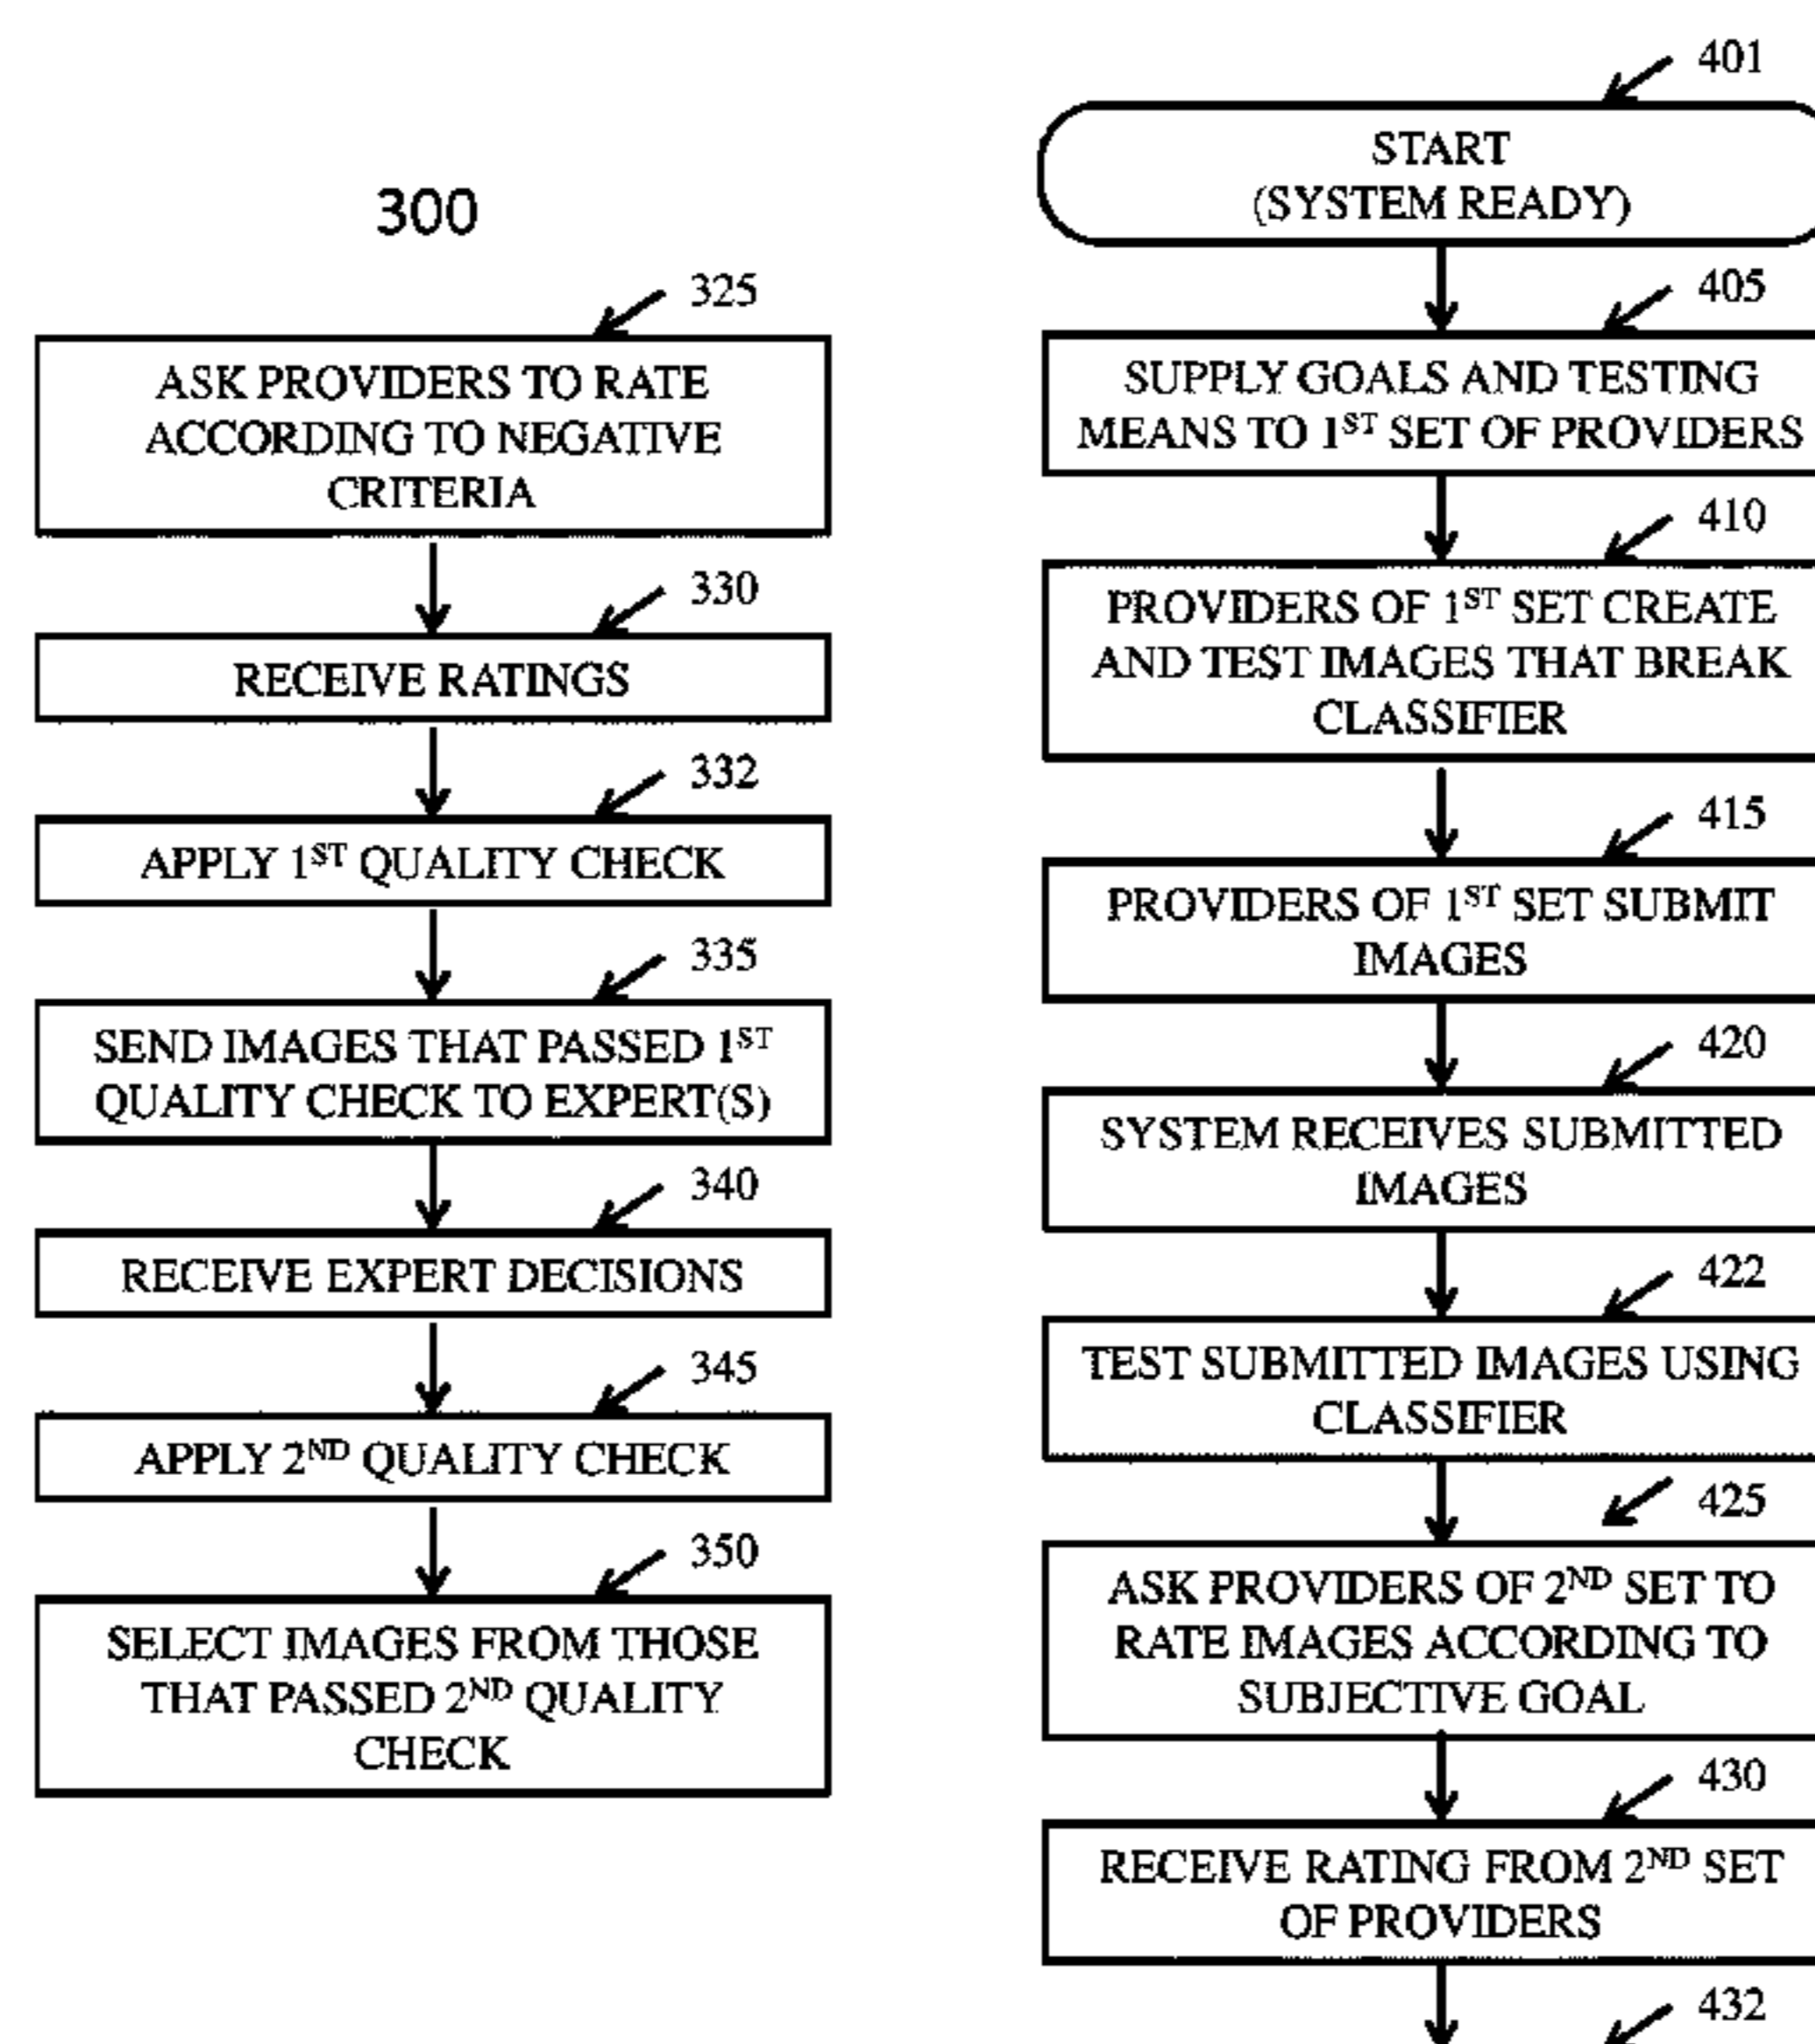 300
325
ASK PROVIDERS TO RATE
ACCORDING TO NEGATIVE
CRITERIA
330
RECEIVE RATINGS
332
APPLY 1ST QUALITY CHECK
335
SEND IMAGES THAT PASSED 1ST
QUALITY CHECK TO EXPERT(S)
340
RECEIVE EXPERT DECISIONS
345
APPLY 2ND QUALITY CHECK
350
SELECT IMAGES FROM THOSE
THAT PASSED 2ND QUALITY
CHECK
401
START
(SYSTEM READY)
405
SUPPLY GOALS AND TESTING
MEANS TO 1ST SET OF PROVIDERS
410
PROVIDERS OF 1ST SET CREATE
AND TEST IMAGES THAT BREAK
CLASSIFIER
415
PROVIDERS OF 1ST SET SUBMIT
IMAGES
420
SYSTEM RECEIVES SUBMITTED
IMAGES
422
TEST SUBMITTED IMAGES USING
CLASSIFIER
425
ASK PROVIDERS OF 2ND SET TO
RATE IMAGES ACCORDING TO
SUBJECTIVE GOAL
430
RECEIVE RATING FROM 2ND SET
OF PROVIDERS
432